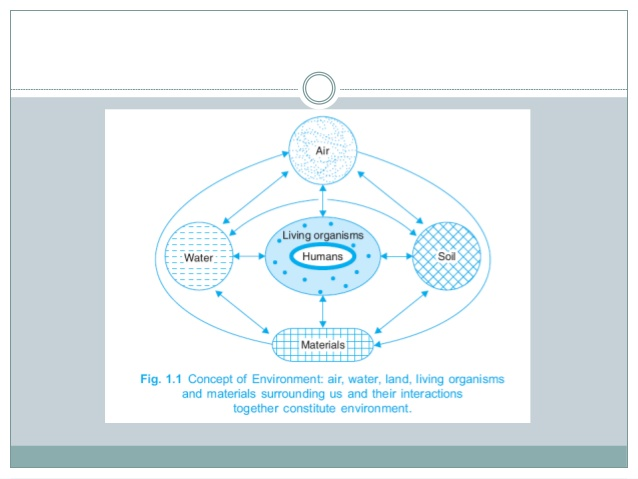 Air
Living organisms
Water
Humans
Soil
Materials
Fig. 1.1 Concept of Environment: air, water, land, living organisms
and materials surrounding us and their interactions
together constitute environment.